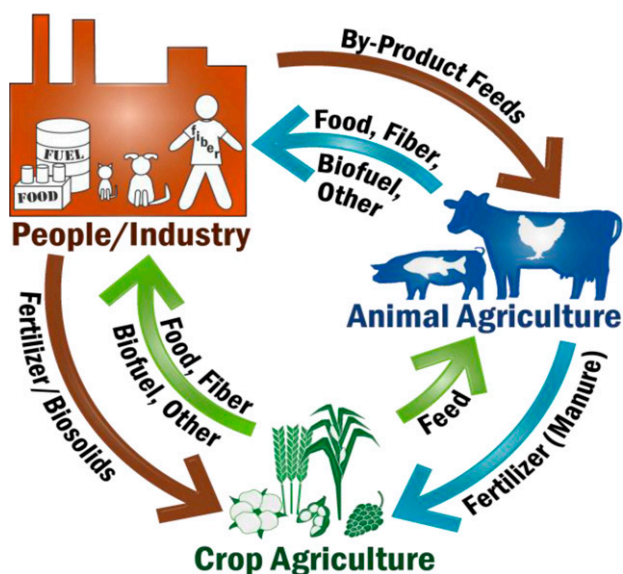 By-Product Feeds
Food, Fiber,
Biofuel,
Other
fiber
FUEL
FOOD
People/Industry
Animal Agriculture
Fertilizer/Biosolids
Food, Fiber
Biofuel, Other
Feed
Fertilizer (Manure)
Crop Agriculture